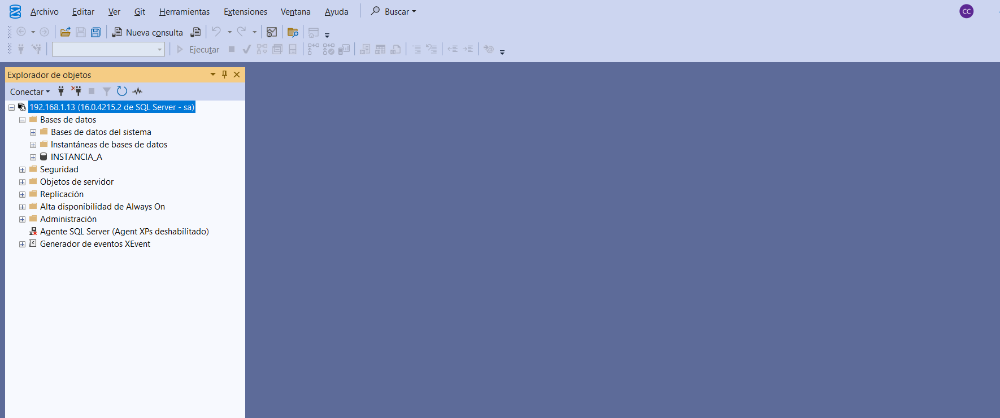 Archivo Editar Ver Git Herramientas Extensiones Ventana Ayuda Buscar CC
Nueva consulta
Ejecutar
Explorador de objetos
Conectar
192.168.1.13 (16.0.4215.2 de SQL Server - sa)
Bases de datos
Bases de datos del sistema
Instantáneas de bases de datos
INSTANCIA_A
Seguridad
Objetos de servidor
Replicación
Alta disponibilidad de Always On
Administración
Agente SQL Server (Agent XPs deshabilitado)
Generador de eventos XEvent